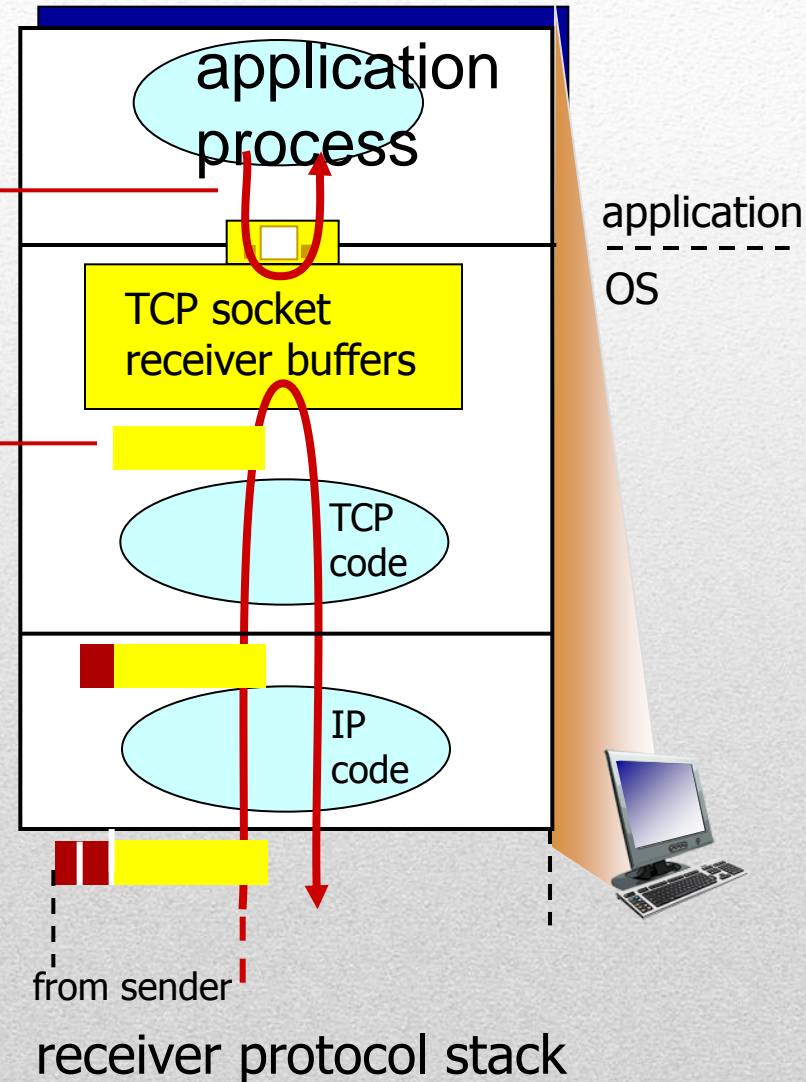 application
process
application
OS
TCP socket
receiver buffers
TCP
code
IP
code
from sender
receiver protocol stack